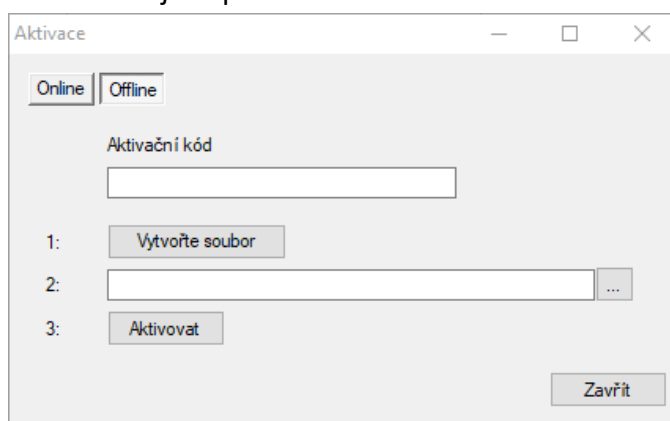 Aktivace
Online Offline
Aktivační kód
1: Vytvořte soubor
2: ...
3: Aktivovat
Zavřít